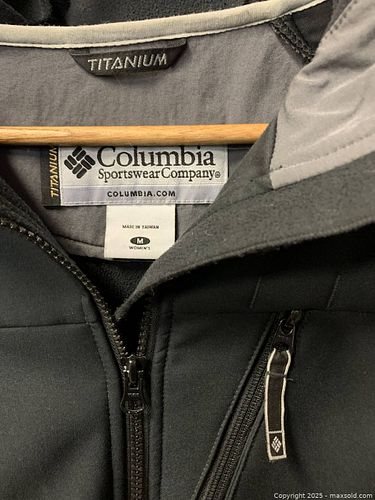 TITANIUM
TITANIUM
Columbia
Sportswear Company®
COLUMBIA.COM
MADE IN TAIWAN
M
WOMEN'S
Copyright 2025 - maxsold.com